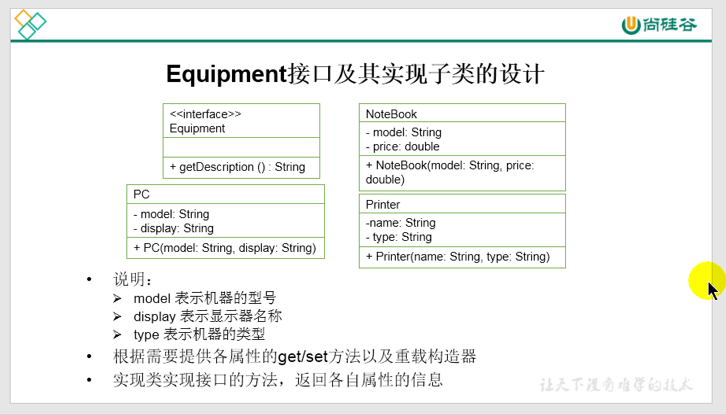 尚硅谷
Equipment接口及其实现子类的设计
<<interface>>
Equipment
+ getDescription () : String
NoteBook
- model: String
- price: double
+ NoteBook(model: String, price:
double)
PC
- model: String
- display: String
+ PC(model: String, display: String)
Printer
-name: String
- type: String
+ Printer(name: String, type: String)
• 说明：
➢ model 表示机器的型号
➢ display 表示显示器名称
➢ type 表示机器的类型
• 根据需要提供各属性的get/set方法以及重载构造器
• 实现类实现接口的方法，返回各自属性的信息
让天下没有难学的技术